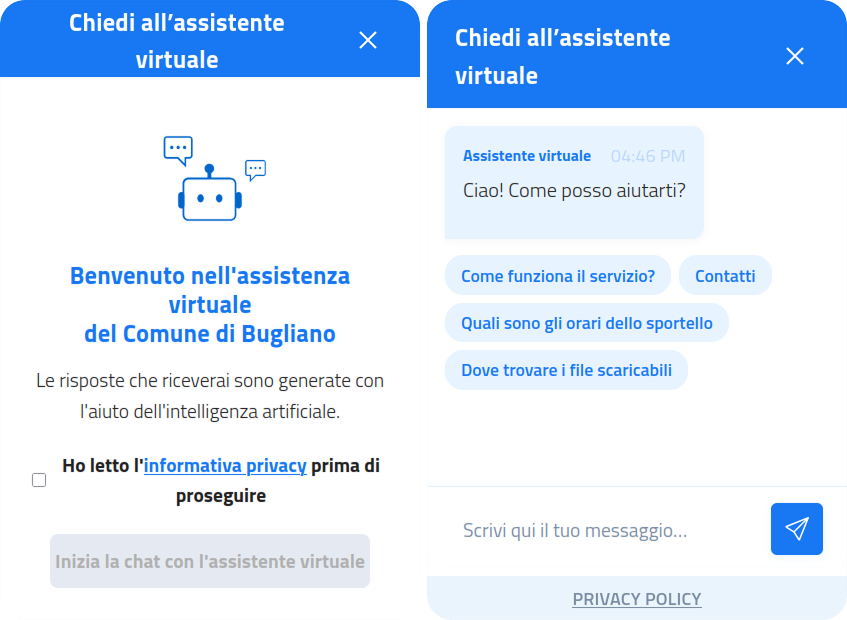 Chiedi all’assistente
virtuale
Benvenuto nell'assistenza
virtuale
del Comune di Bugliano
Le risposte che riceverai sono generate con
l'aiuto dell'intelligenza artificiale.
Ho letto l'informativa privacy prima di
proseguire
Inizia la chat con l'assistente virtuale
Chiedi all’assistente
virtuale
Assistente virtuale 04:46 PM
Ciao! Come posso aiutarti?
Come funziona il servizio? Contatti
Quali sono gli orari dello sportello
Dove trovare i file scaricabili
Scrivi qui il tuo messaggio...
PRIVACY POLICY